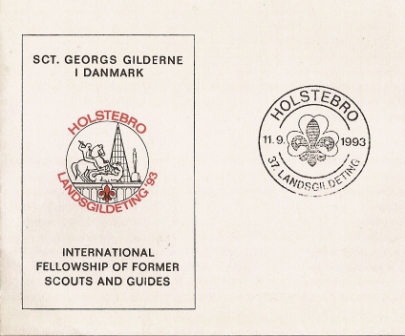 SCT. GEORGS GILDERNE
I DANMARK
HOLSTEBRO
LANDSGILDETING '93
INTERNATIONAL
FELLOWSHIP OF FORMER
SCOUTS AND GUIDES
HOLSTEBRO
11.9. 1993
37. LANDSGILDETING